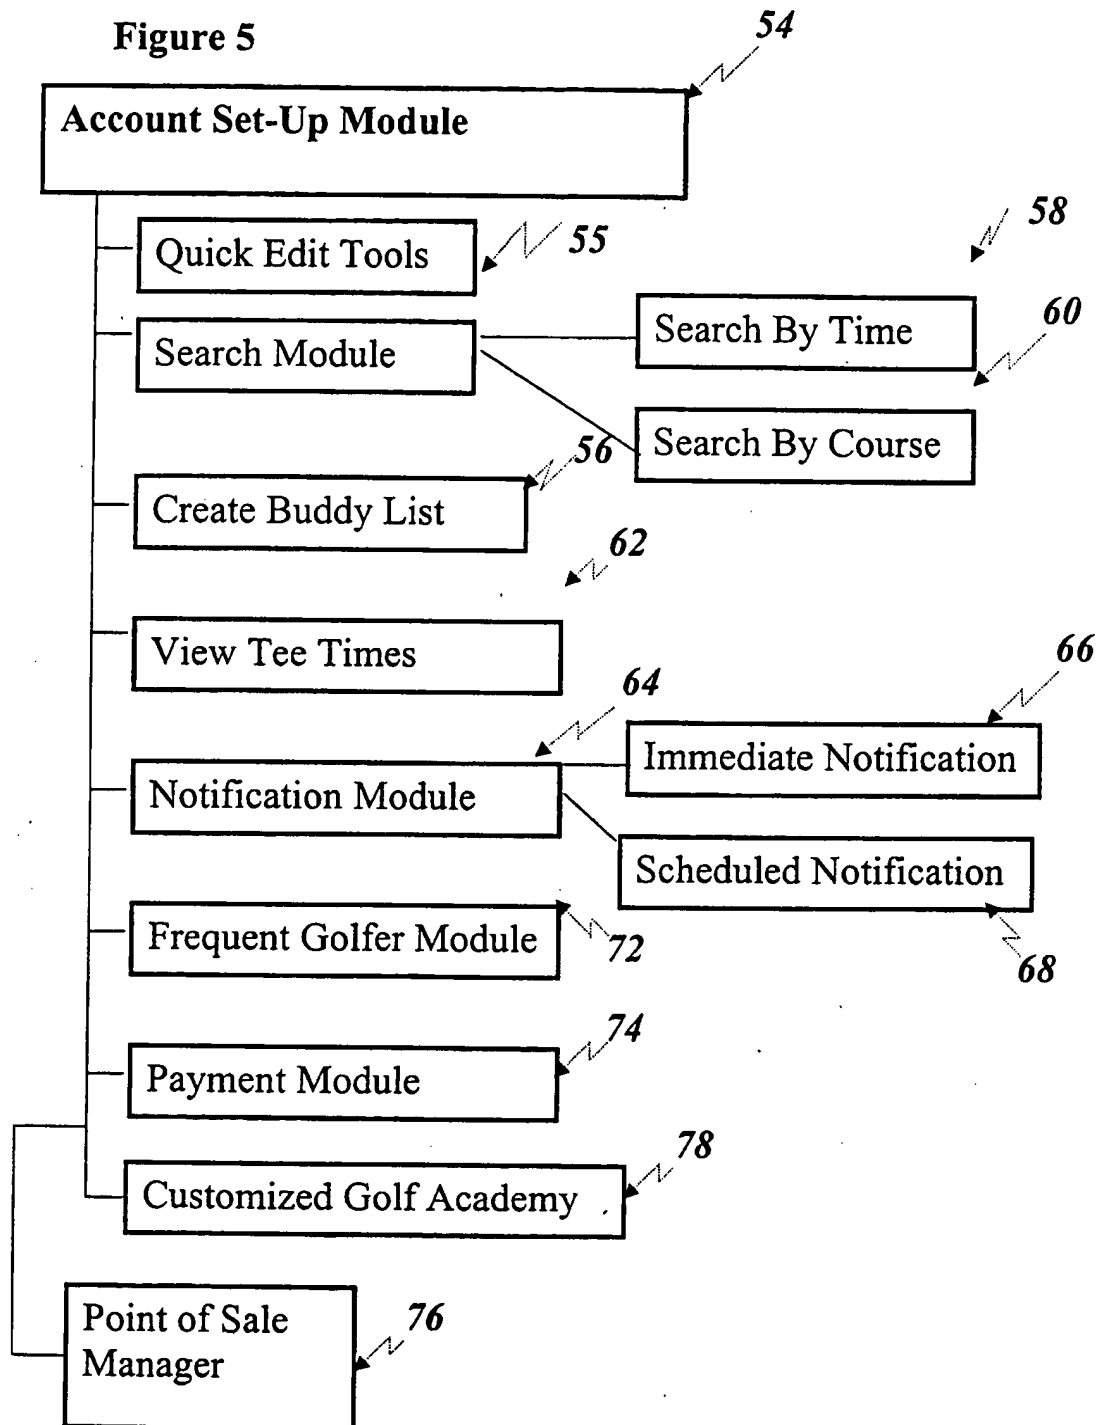 Figure 5
54
Account Set-Up Module
58
Quick Edit Tools
55
60
Search By Time
Search Module
Search By Course
56
Create Buddy List
62
View Tee Times
66
64
Immediate Notification
Notification Module
Scheduled Notification
Frequent Golfer Module
72
68
74
Payment Module
78
Customized Golf Academy
Point of Sale
Manager
76